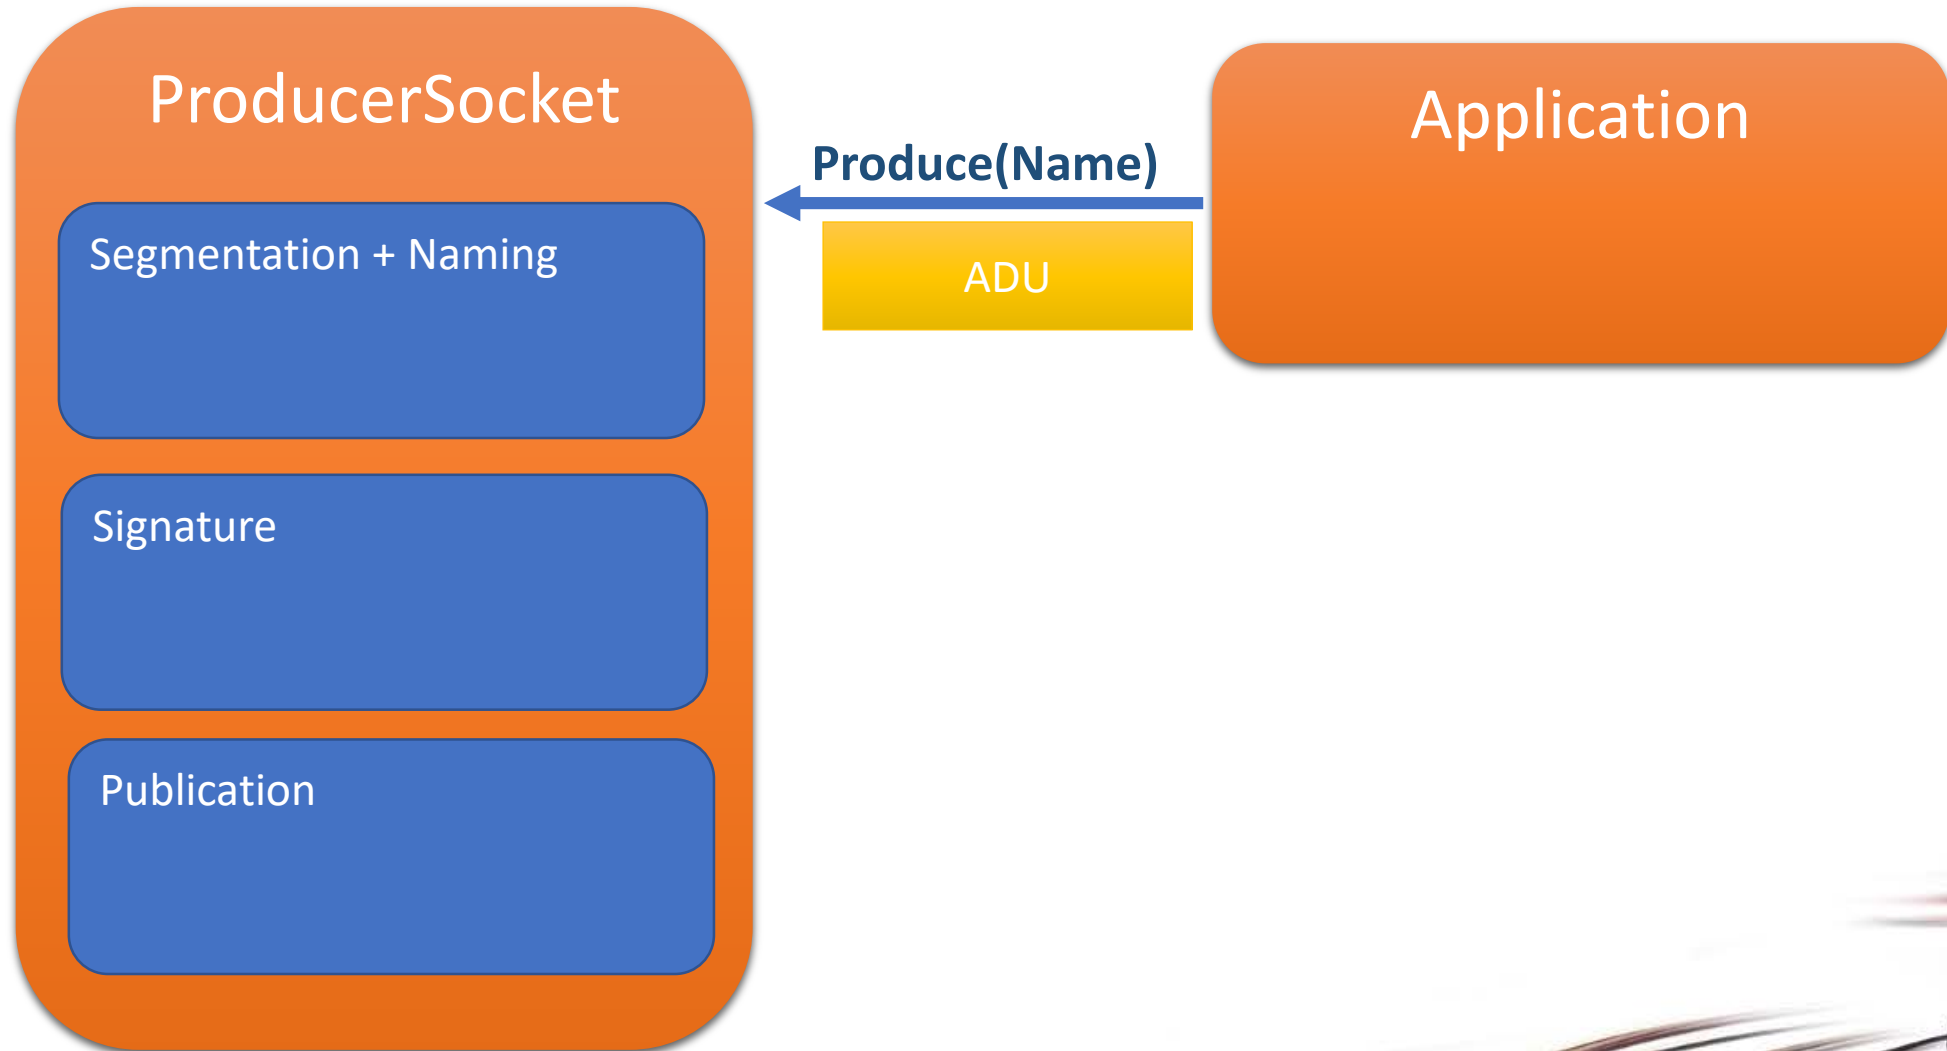 ProducerSocket
Segmentation + Naming
Signature
Publication
Produce(Name)
ADU
Application